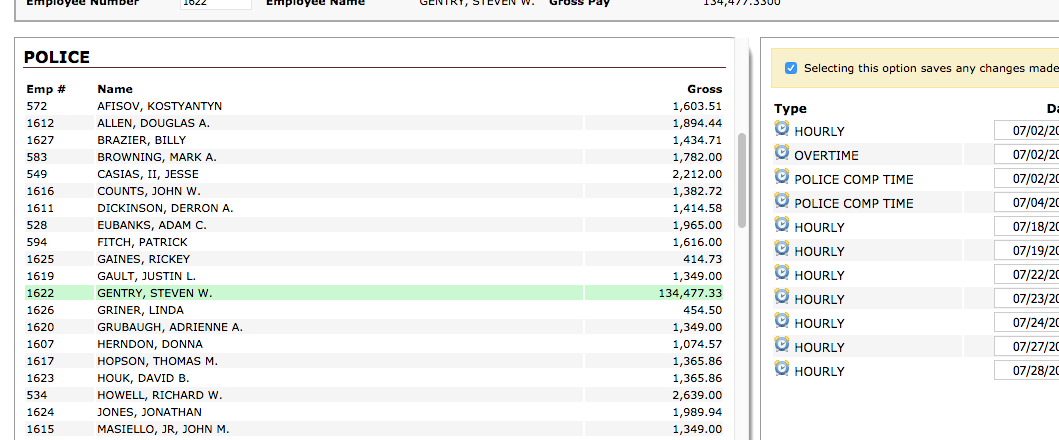 Employee Number 1622 Employee Name GENTRY, STEVEN W. Gross Pay 134,477.3300
POLICE
Emp # Name Gross
572 AFISOV, KOSTYANTYN 1,603.51
1612 ALLEN, DOUGLAS A. 1,894.44
1627 BRAZIER, BILLY 1,434.71
583 BROWNING, MARK A. 1,782.00
549 CASIAS, II, JESSE 2,212.00
1616 COUNTS, JOHN W. 1,382.72
1611 DICKINSON, DERRON A. 1,414.58
528 EUBANKS, ADAM C. 1,965.00
594 FITCH, PATRICK 1,616.00
1625 GAINES, RICKEY 414.73
1619 GAULT, JUSTIN L. 1,349.00
1622 GENTRY, STEVEN W. 134,477.33
1626 GRINER, LINDA 454.50
1620 GRUBAUGH, ADRIENNE A. 1,349.00
1607 HERNDON, DONNA 1,074.57
1617 HOPSON, THOMAS M. 1,365.86
1623 HOUK, DAVID B. 1,365.86
534 HOWELL, RICHARD W. 2,639.00
1624 JONES, JONATHAN 1,989.94
1615 MASIELLO, JR, JOHN M. 1,349.00
Selecting this option saves any changes made
Type Da
HOURLY 07/02/20
OVERTIME 07/02/20
POLICE COMP TIME 07/02/20
POLICE COMP TIME 07/04/20
HOURLY 07/18/20
HOURLY 07/19/20
HOURLY 07/22/20
HOURLY 07/23/20
HOURLY 07/24/20
HOURLY 07/27/20
HOURLY 07/28/20